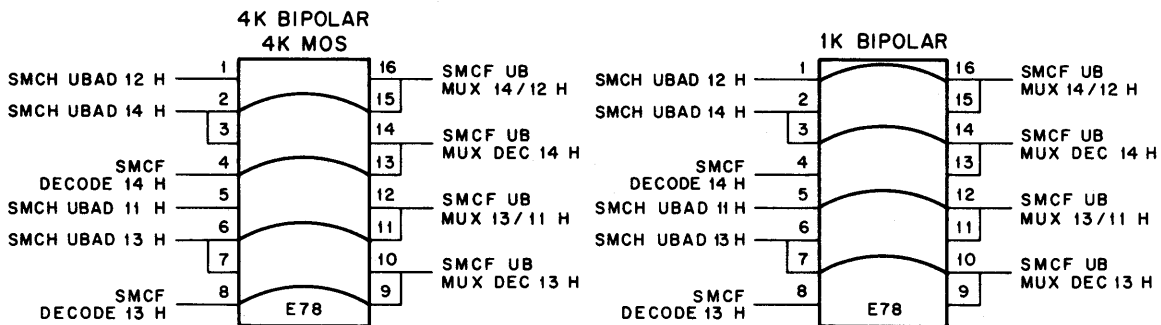 4K BIPOLAR
4K MOS
SMCH UBAD 12 H
1
16
SMCF UB
MUX 14/12 H
SMCH UBAD 14 H
2
15
3
14
SMCF UB
MUX DEC 14 H
SMCF
DECODE 14 H
4
13
SMCH UBAD 11 H
5
12
SMCF UB
MUX 13/11 H
SMCH UBAD 13 H
6
11
7
10
SMCF UB
MUX DEC 13 H
SMCF
DECODE 13 H
8
9
E78
1K BIPOLAR
SMCH UBAD 12 H
1
16
SMCF UB
MUX 14/12 H
SMCH UBAD 14 H
2
15
3
14
SMCF UB
MUX DEC 14 H
SMCF
DECODE 14 H
4
13
SMCH UBAD 11 H
5
12
SMCF UB
MUX 13/11 H
SMCH UBAD 13 H
6
11
7
10
SMCF UB
MUX DEC 13 H
SMCF
DECODE 13 H
8
9
E78